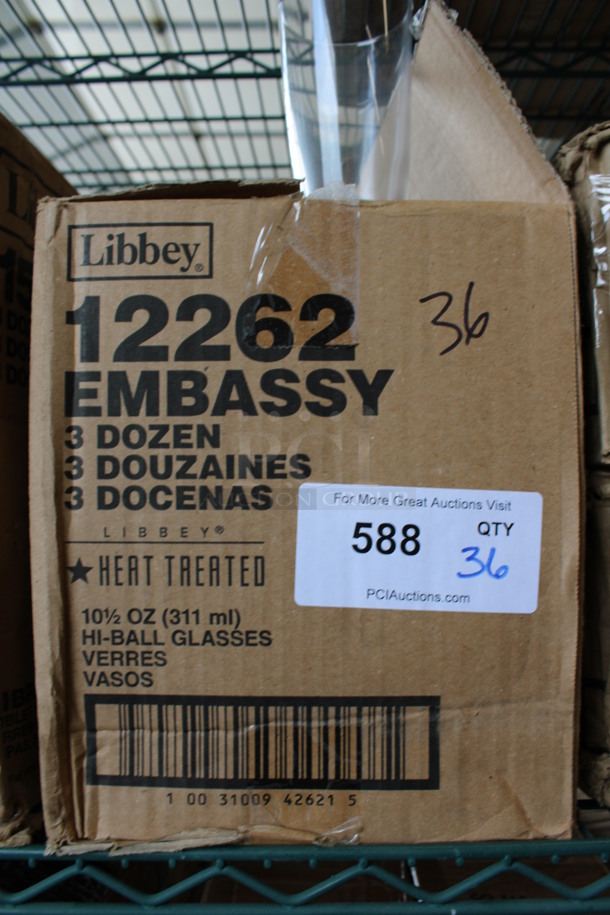 Libbey®
12262
36
EMBASSY
3 DOZEN
3 DOUZAINES
3 DOCENAS
LIBBEY®
★ HEAT TREATED
10½ OZ (311 ml)
HI-BALL GLASSES
VERRES
VASOS
1 00 31009 42621 5
For More Great Auctions Visit
588
QTY
36
PCIAuctions.com